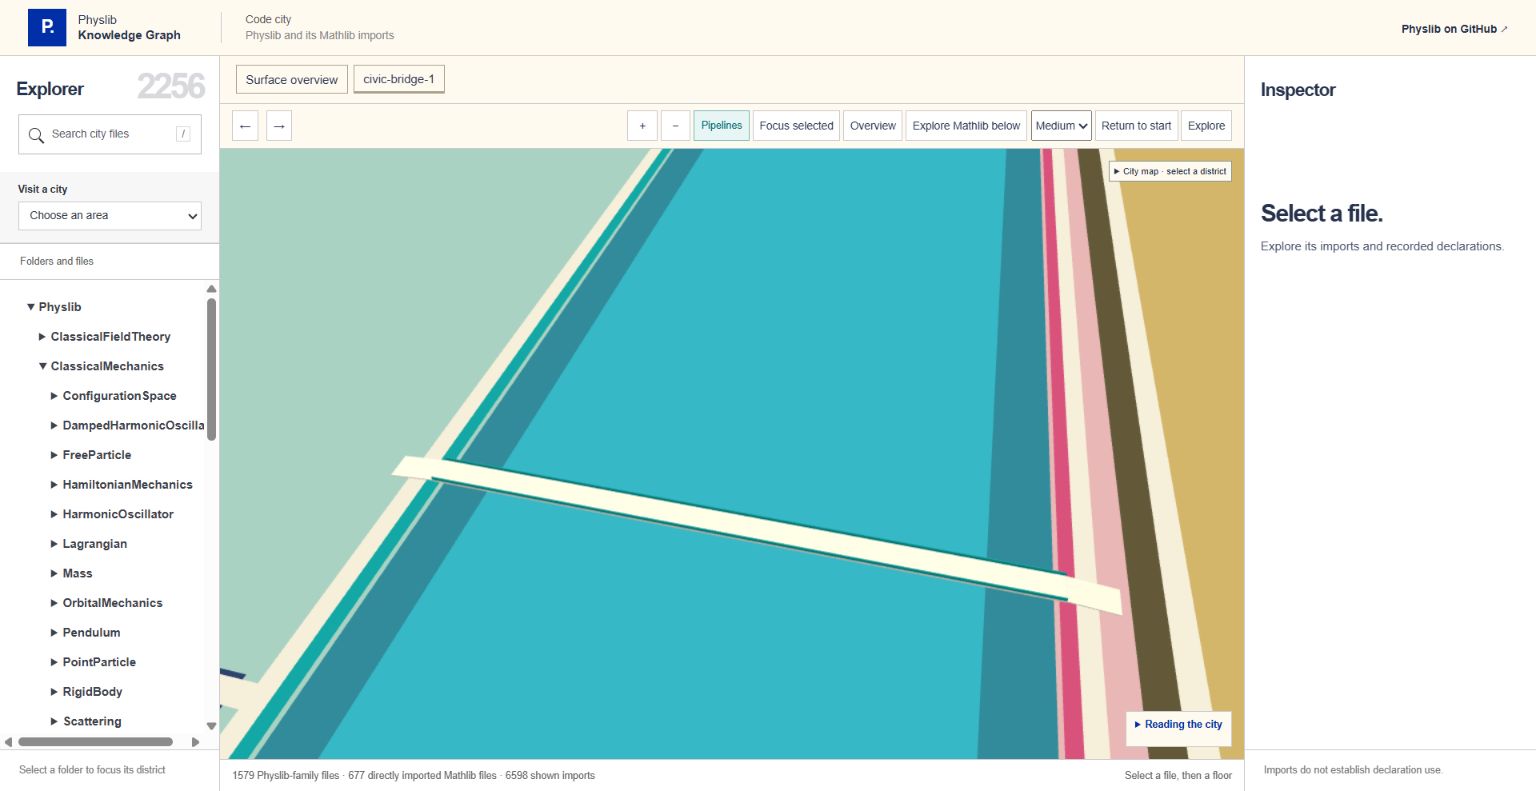 P.
Physlib
Knowledge Graph
Code city
Physlib and its Mathlib imports
Physlib on GitHub ↗
Explorer
2256
Search city files
/
Visit a city
Choose an area
Folders and files
▼ Physlib
▶ ClassicalFieldTheory
▼ ClassicalMechanics
▶ ConfigurationSpace
▶ DampedHarmonicOscilla
▶ FreeParticle
▶ HamiltonianMechanics
▶ HarmonicOscillator
▶ Lagrangian
▶ Mass
▶ OrbitalMechanics
▶ Pendulum
▶ PointParticle
▶ RigidBody
▶ Scattering
Select a folder to focus its district
Surface overview
civic-bridge-1
← → + − Pipelines Focus selected Overview Explore Mathlib below Medium Return to start Explore
▶ City map · select a district
▶ Reading the city
1579 Physlib-family files · 677 directly imported Mathlib files · 6598 shown imports
Select a file, then a floor
Inspector
Select a file.
Explore its imports and recorded declarations.
Imports do not establish declaration use.